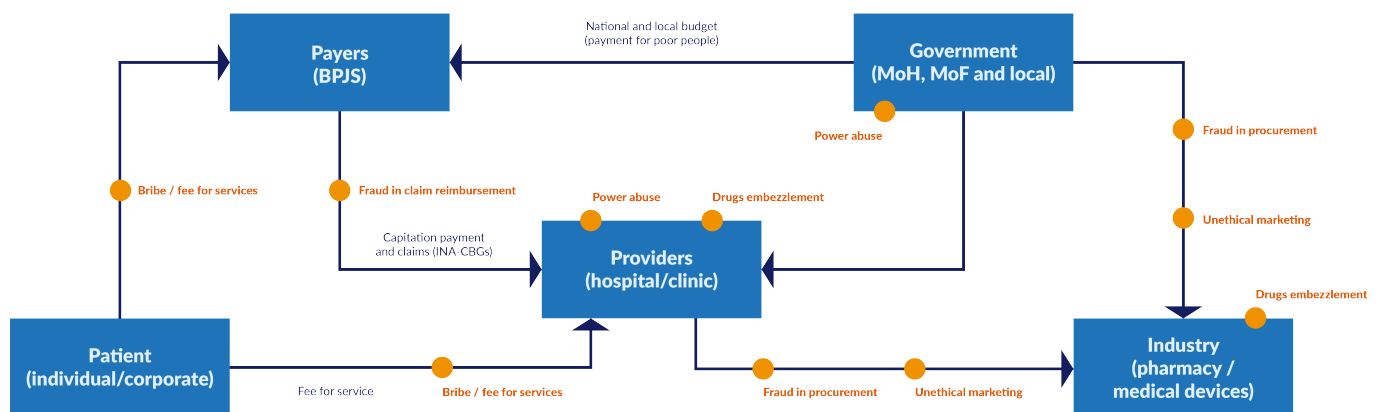 National and local budget
(payment for poor people)
Payers
(BPJS)
Government
(MoH, MoF and local)
Power abuse
Fraud in procurement
Bribe / fee for services
Fraud in claim reimbursement
Power abuse
Drugs embezzlement
Unethical marketing
Capitation payment
and claims (INA-CBGs)
Providers
(hospital/clinic)
Drugs embezzlement
Patient
(individual/corporate)
Industry
(pharmacy /
medical devices)
Fee for service
Bribe / fee for services
Fraud in procurement
Unethical marketing